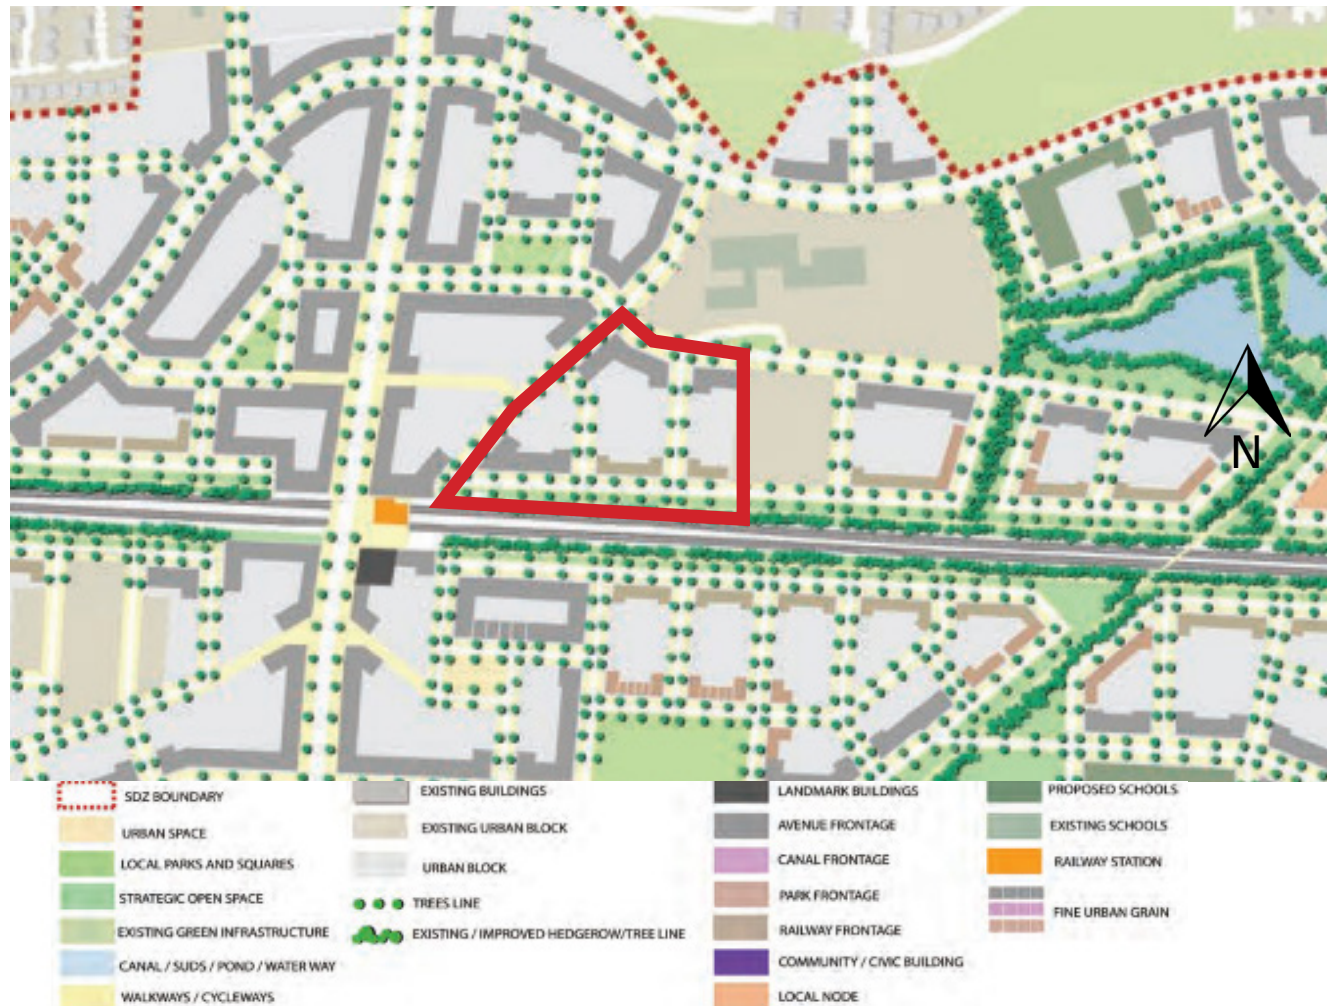 N
SDZ BOUNDARY
URBAN SPACE
LOCAL PARKS AND SQUARES
STRATEGIC OPEN SPACE
EXISTING GREEN INFRASTRUCTURE
CANAL / SUDS / POND / WATER WAY
WALKWAYS / CYCLEWAYS
EXISTING BUILDINGS
EXISTING URBAN BLOCK
URBAN BLOCK
TREES LINE
EXISTING / IMPROVED HEDGEROW/TREE LINE
LANDMARK BUILDINGS
AVENUE FRONTAGE
CANAL FRONTAGE
PARK FRONTAGE
RAILWAY FRONTAGE
COMMUNITY / CIVIC BUILDING
LOCAL NODE
PROPOSED SCHOOLS
EXISTING SCHOOLS
RAILWAY STATION
FINE URBAN GRAIN